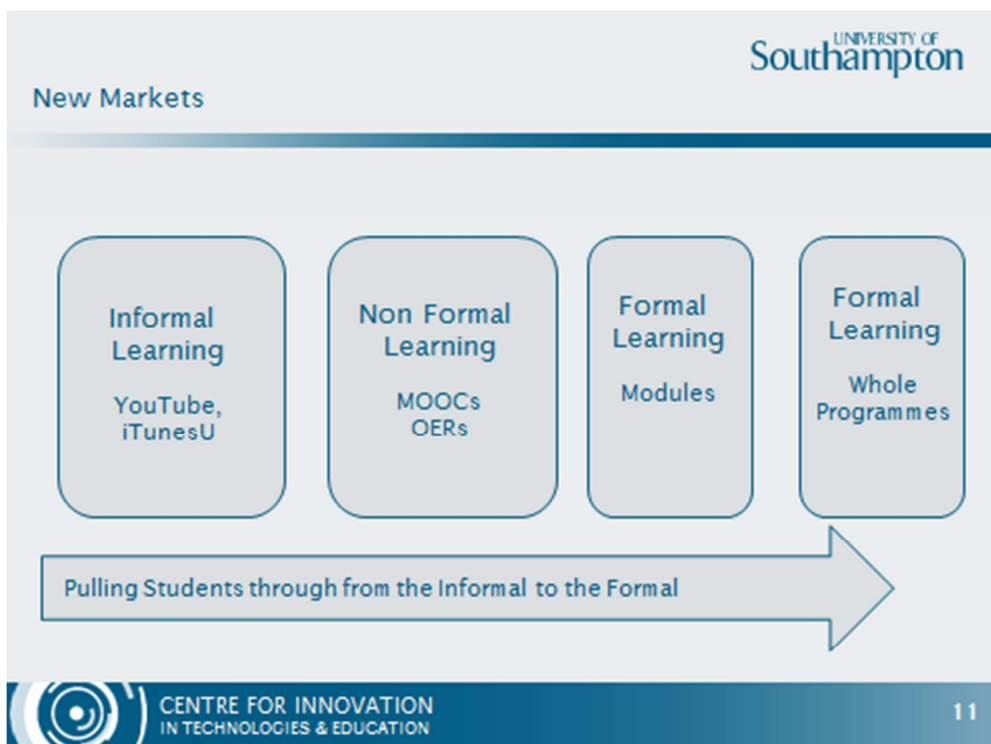 UNIVERSITY OF
Southampton
New Markets
Informal
Learning
YouTube,
iTunesU
Non Formal
Learning
MOOCs
OERs
Formal
Learning
Modules
Formal
Learning
Whole
Programmes
Pulling Students through from the Informal to the Formal
CENTRE FOR INNOVATION
IN TECHNOLOGIES & EDUCATION
11